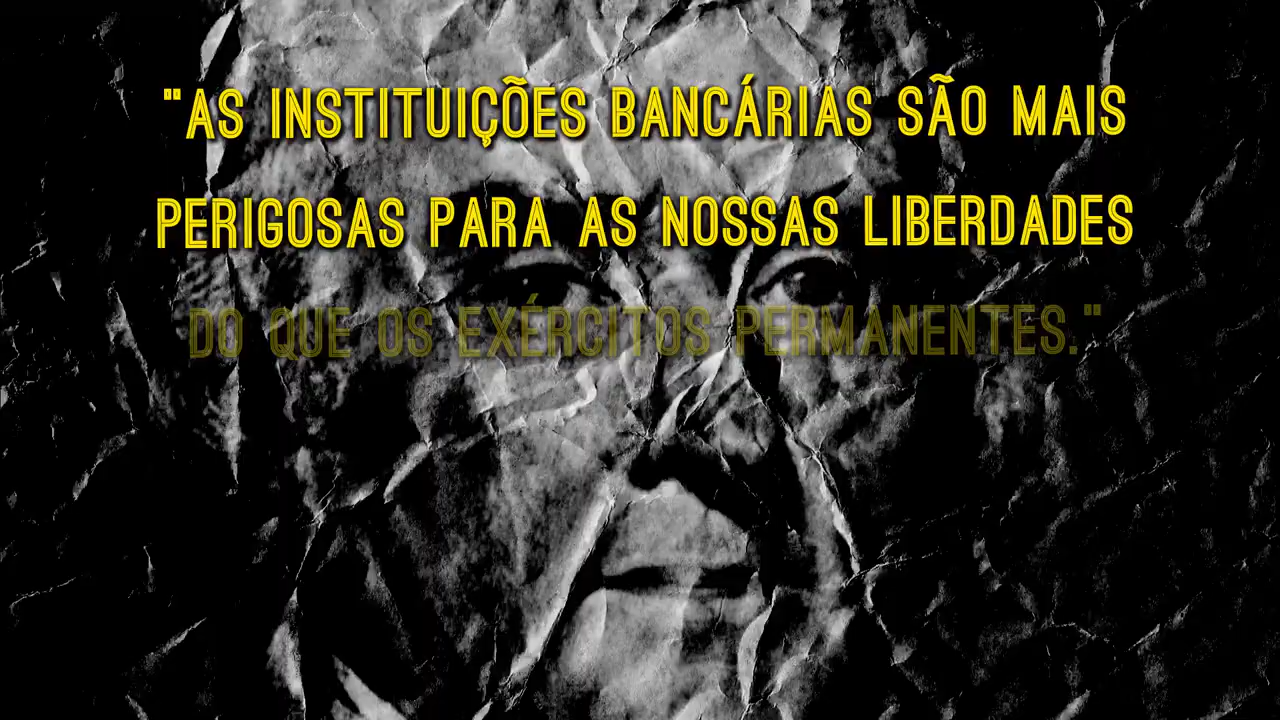 "AS INSTITUIÇÕES BANCÁRIAS SÃO MAIS
PERIGOSAS PARA AS NOSSAS LIBERDADES
DO QUE OS EXÉRCITOS PERMANENTES."